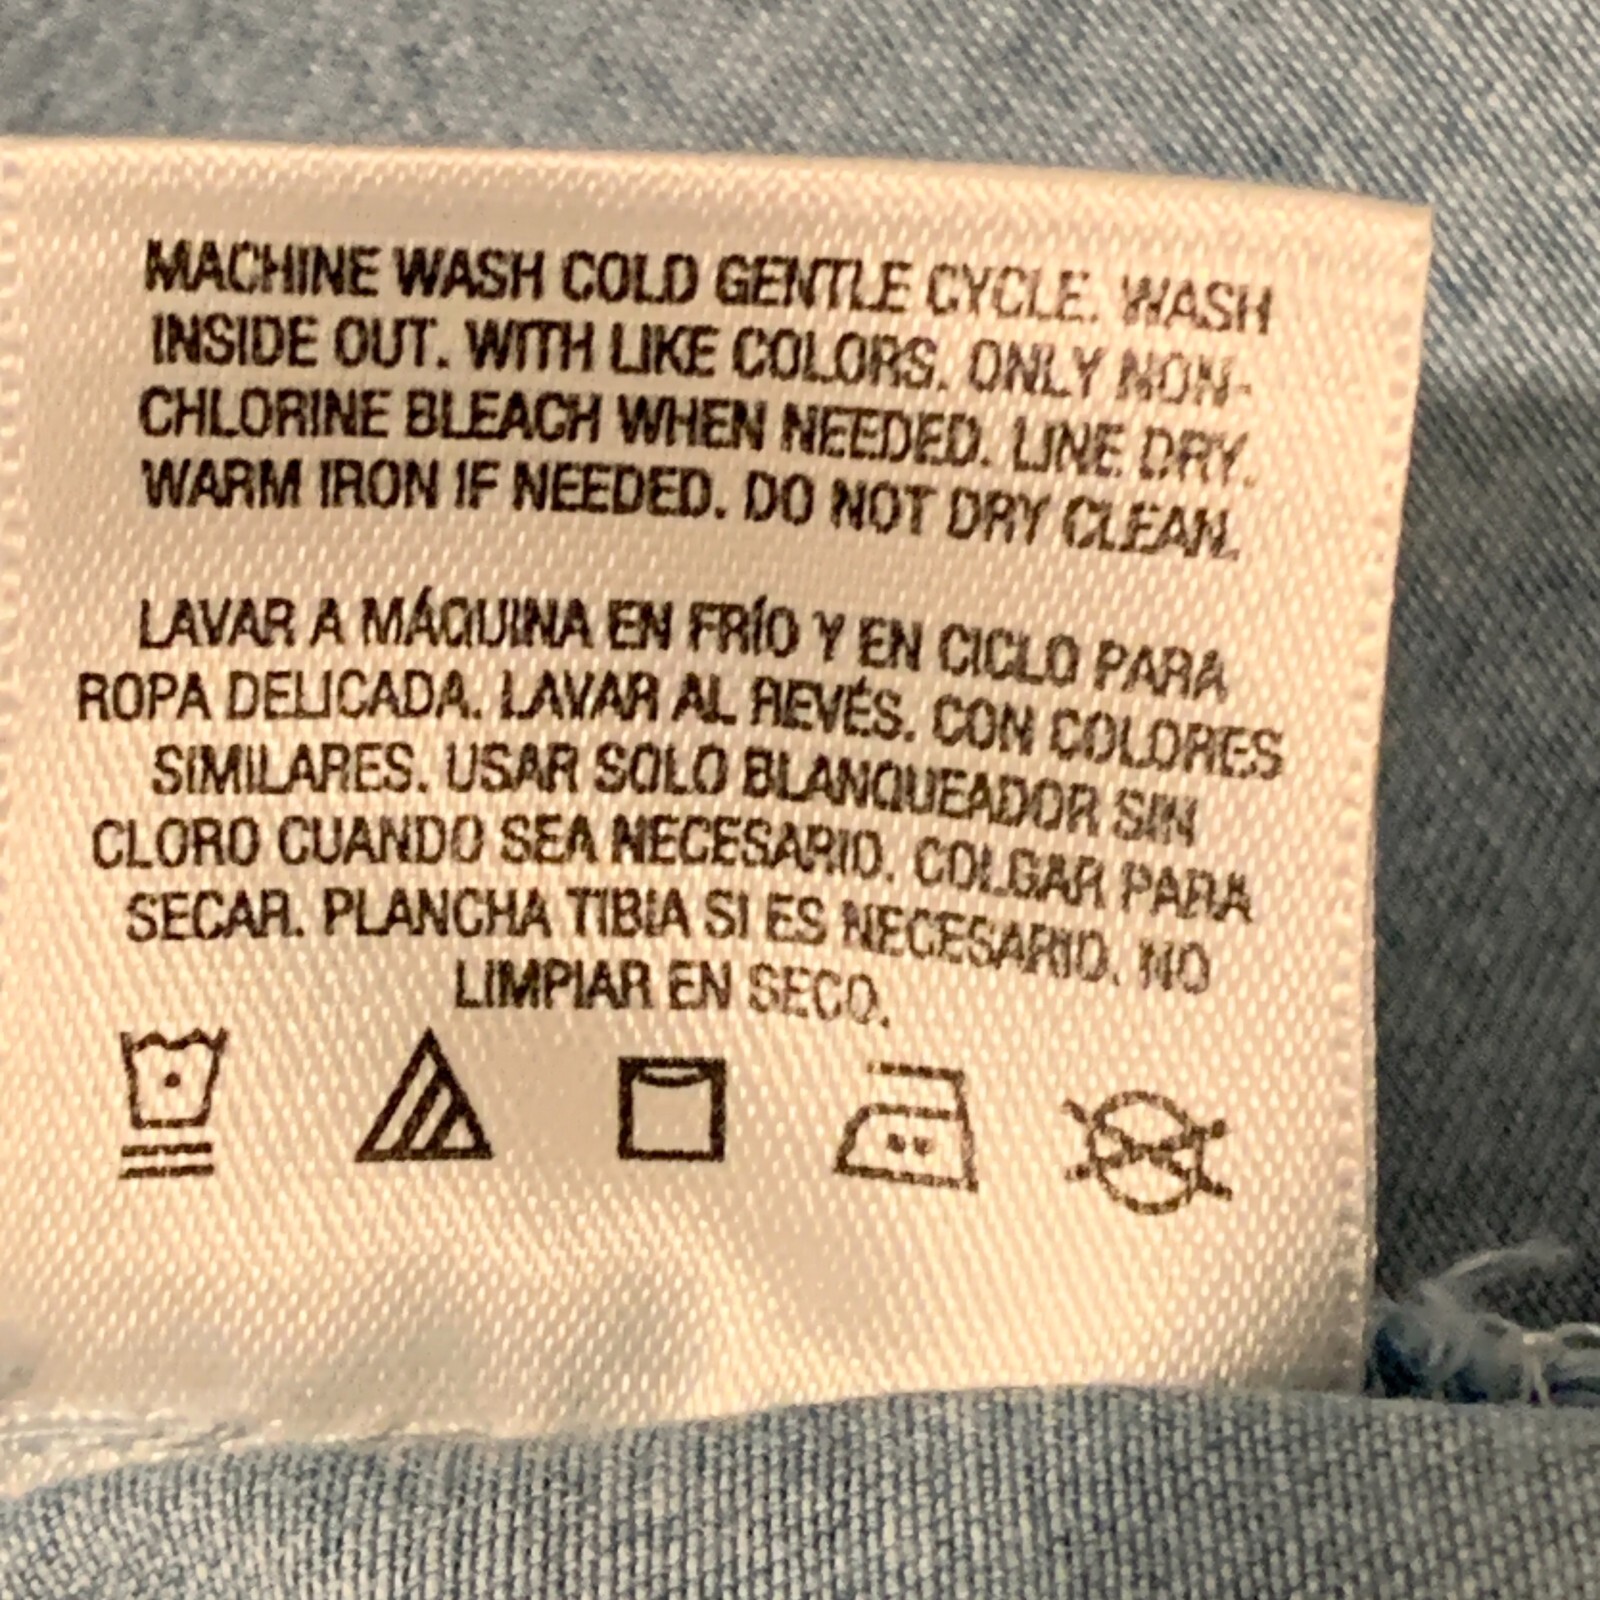 MACHINE WASH COLD GENTLE CYCLE. WASH
INSIDE OUT. WITH LIKE COLORS. ONLY NON-
CHLORINE BLEACH WHEN NEEDED. LINE DRY.
WARM IRON IF NEEDED. DO NOT DRY CLEAN.
LAVAR A MÁQUINA EN FRÍO Y EN CICLO PARA
ROPA DELICADA. LAVAR AL REVÉS. CON COLORES
SIMILARES. USAR SOLO BLANQUEADOR SIN
CLORO CUANDO SEA NECESARIO. COLGAR PARA
SECAR. PLANCHA TIBIA SI ES NECESARIO. NO
LIMPIAR EN SECO.